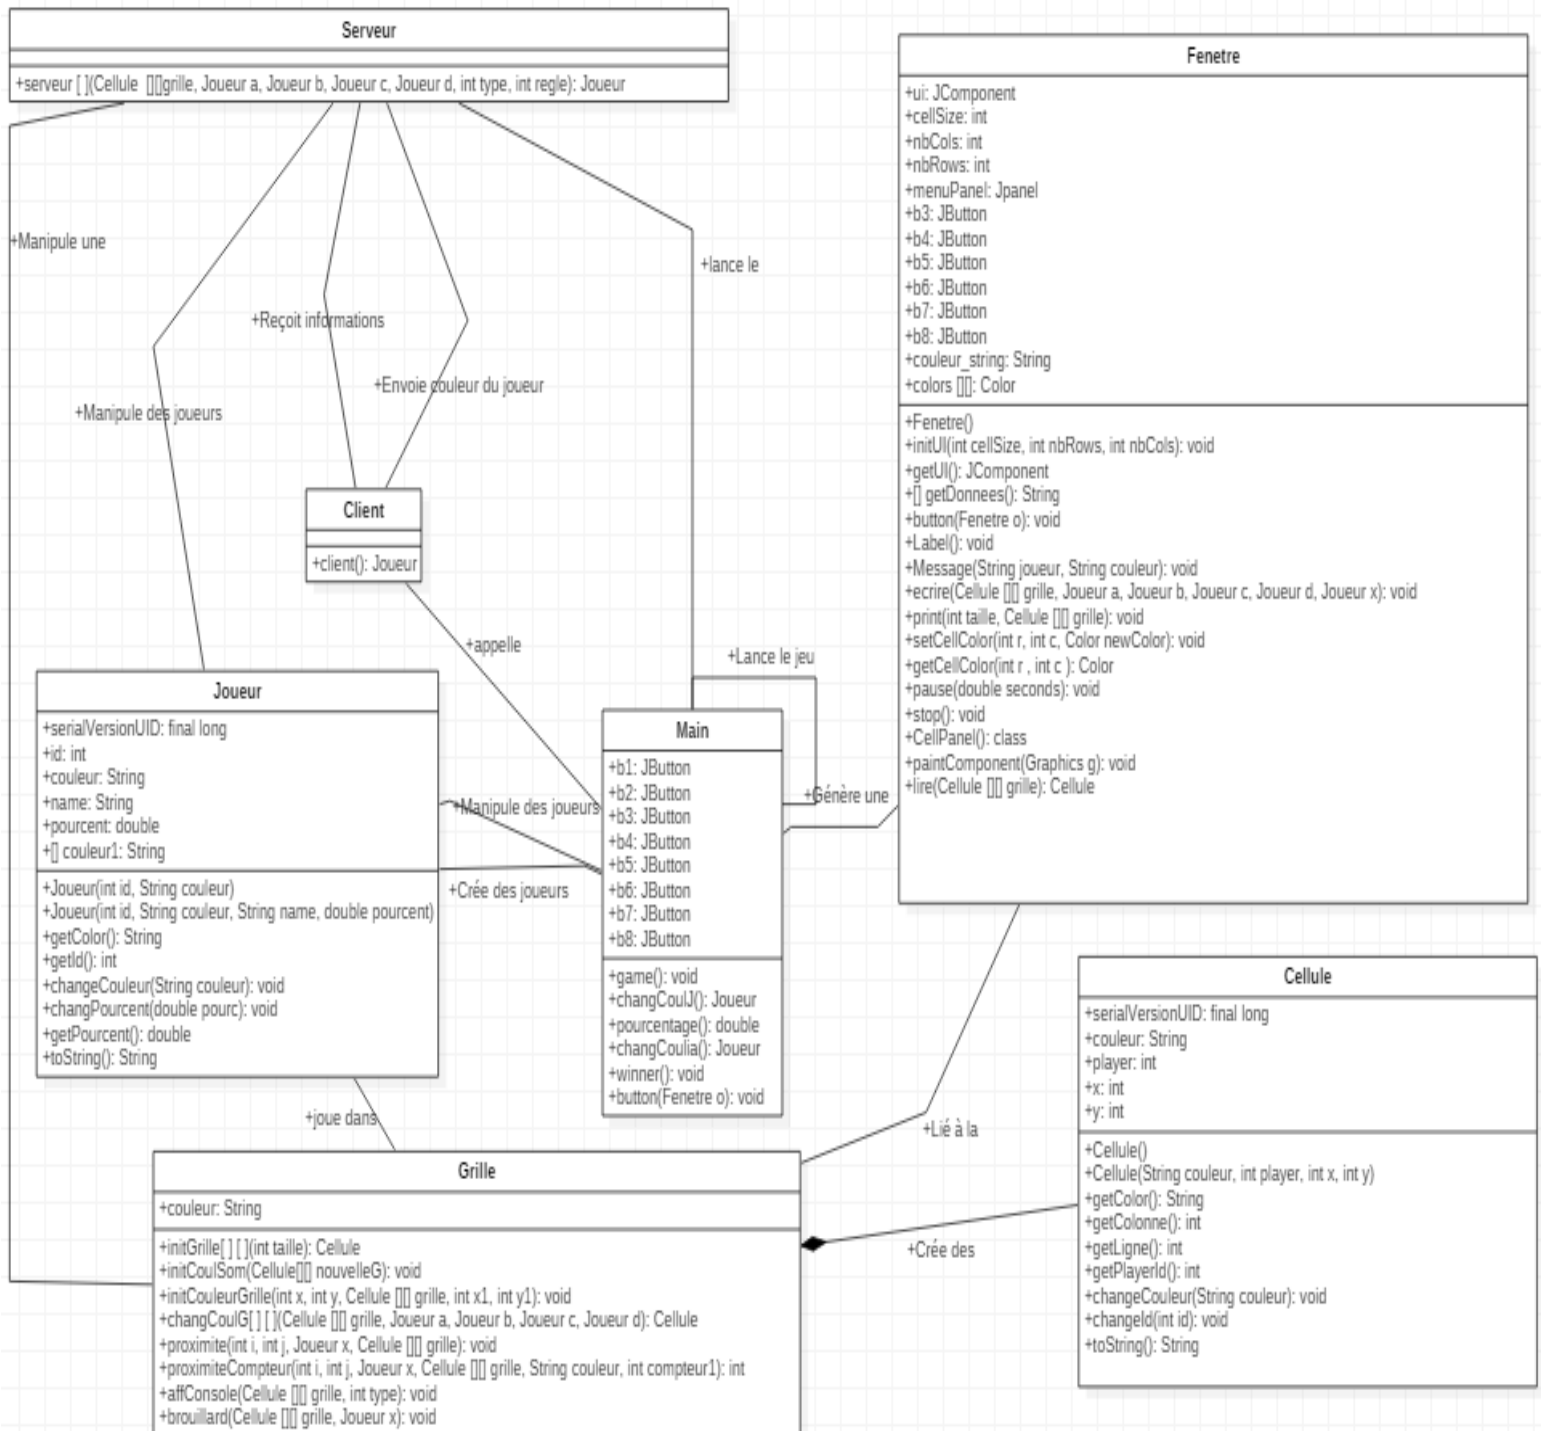 Serveur
+serveur [ ](Cellule [][]grille, Joueur a, Joueur b, Joueur c, Joueur d, int type, int regle): Joueur
+Manipule une
+Manipule des joueurs
+Reçoit informations
+Envoie couleur du joueur
+lance le
Fenetre
+ui: JComponent
+cellSize: int
+nbCols: int
+nbRows: int
+menuPanel: Jpanel
+b3: JButton
+b4: JButton
+b5: JButton
+b6: JButton
+b7: JButton
+b8: JButton
+couleur_string: String
+colors [][]: Color
+Fenetre()
+initUI(int cellSize, int nbRows, int nbCols): void
+getUI(): JComponent
+[] getDonnees(): String
+button(Fenetre o): void
+Label(): void
+Message(String joueur, String couleur): void
+ecrire(Cellule [][] grille, Joueur a, Joueur b, Joueur c, Joueur d, Joueur x): void
+print(int taille, Cellule [][] grille): void
+setCellColor(int r, int c, Color newColor): void
+getCellColor(int r , int c ): Color
+pause(double seconds): void
+stop(): void
+CellPanel(): class
+paintComponent(Graphics g): void
+lire(Cellule [][] grille): Cellule
Client
+client(): Joueur
+appelle
+Lance le jeu
+Génère une
Joueur
+serialVersionUID: final long
+id: int
+couleur: String
+name: String
+pourcent: double
+[] couleur1: String
+Joueur(int id, String couleur)
+Joueur(int id, String couleur, String name, double pourcent)
+getColor(): String
+getId(): int
+changeCouleur(String couleur): void
+changPourcent(double pourc): void
+getPourcent(): double
+toString(): String
+Manipule des joueurs
+Crée des joueurs
Main
+b1: JButton
+b2: JButton
+b3: JButton
+b4: JButton
+b5: JButton
+b6: JButton
+b7: JButton
+b8: JButton
+game(): void
+changCoulJ(): Joueur
+pourcentage(): double
+changCoulia(): Joueur
+winner(): void
+button(Fenetre o): void
+joue dans
+Lié à la
+Crée des
Cellule
+serialVersionUID: final long
+couleur: String
+player: int
+x: int
+y: int
+Cellule()
+Cellule(String couleur, int player, int x, int y)
+getColor(): String
+getColonne(): int
+getLigne(): int
+getPlayerId(): int
+changeCouleur(String couleur): void
+changeId(int id): void
+toString(): String
Grille
+couleur: String
+initGrille[ ] [ ](int taille): Cellule
+initCoulSom(Cellule[][] nouvelleG): void
+initCouleurGrille(int x, int y, Cellule [][] grille, int x1, int y1): void
+changCoulG[ ] [ ](Cellule [][] grille, Joueur a, Joueur b, Joueur c, Joueur d): Cellule
+proximite(int i, int j, Joueur x, Cellule [][] grille): void
+proximiteCompteur(int i, int j, Joueur x, Cellule [][] grille, String couleur, int compteur1): int
+affConsole(Cellule [][] grille, int type): void
+brouillard(Cellule [][] grille, Joueur x): void